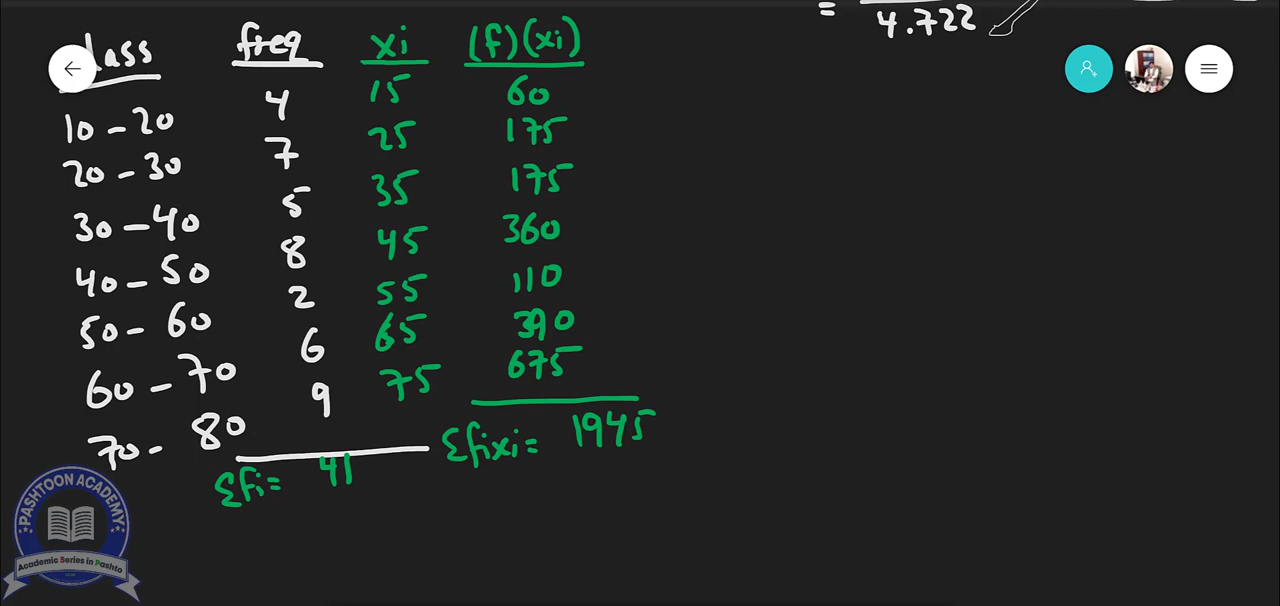 = 4.722
class freq xi (f)(xi)
10 - 20 4 15 60
20 - 30 7 25 175
30 - 40 5 35 175
40 - 50 8 45 360
50 - 60 2 55 110
60 - 70 6 65 390
70 - 80 9 75 675
Σfi = 41 Σfixi = 1945
PASHTOON ACADEMY
Academic Series in Pashto